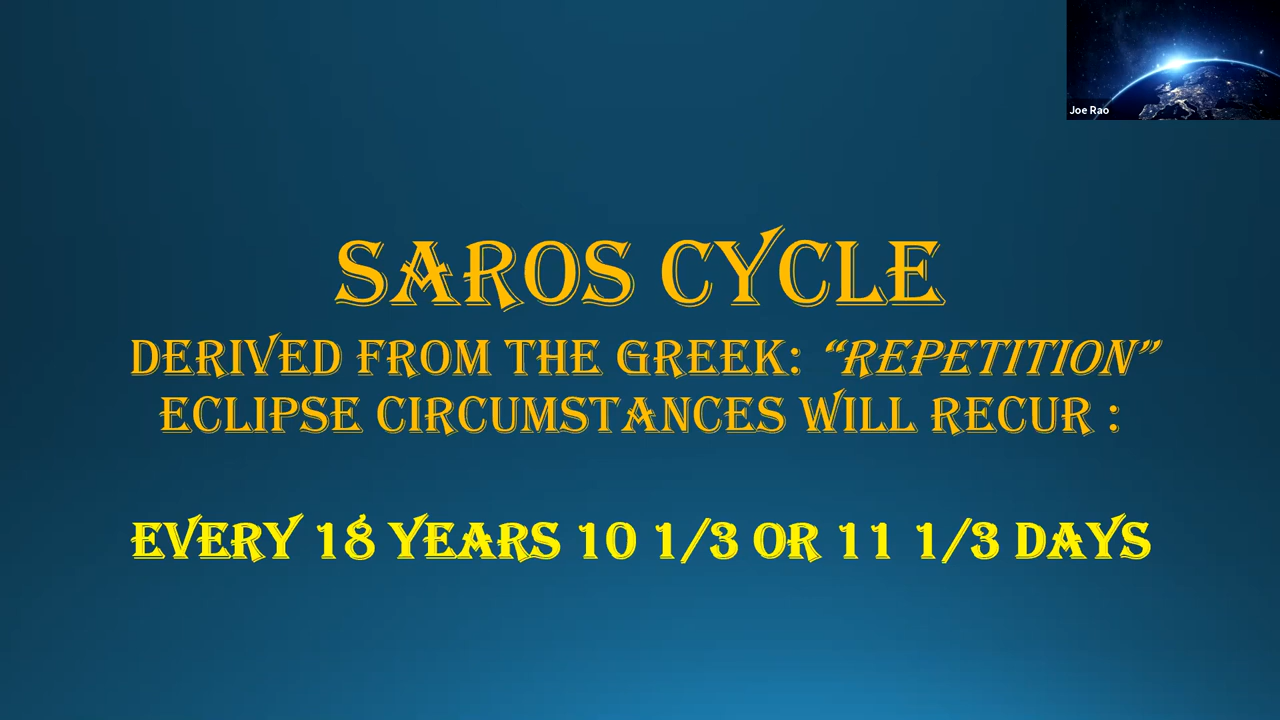 Joe Rao
SAROS CYCLE
DERIVED FROM THE GREEK: “REPETITION”
ECLIPSE CIRCUMSTANCES WILL RECUR :
EVERY 18 YEARS 10 1/3 OR 11 1/3 DAYS